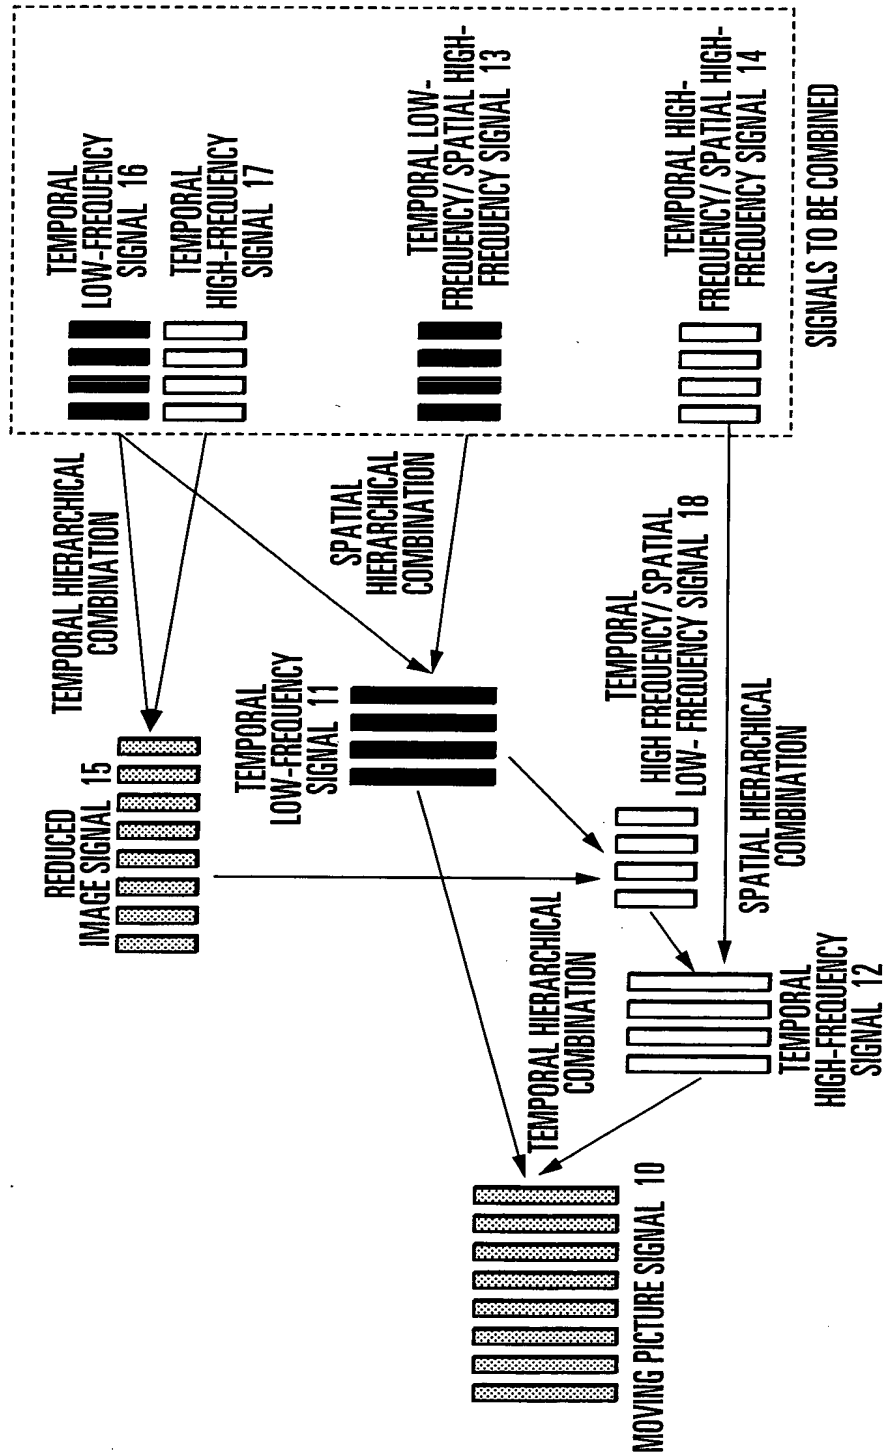 TEMPORAL
LOW-FREQUENCY
SIGNAL 16
TEMPORAL
HIGH-FREQUENCY
SIGNAL 17
TEMPORAL LOW-
FREQUENCY/ SPATIAL HIGH-
FREQUENCY SIGNAL 13
TEMPORAL HIGH-
FREQUENCY/ SPATIAL HIGH-
FREQUENCY SIGNAL 14
SIGNALS TO BE COMBINED
TEMPORAL HIERARCHICAL
COMBINATION
SPATIAL
HIERARCHICAL
COMBINATION
REDUCED
IMAGE SIGNAL 15
TEMPORAL
LOW-FREQUENCY
SIGNAL 11
TEMPORAL
HIGH FREQUENCY/ SPATIAL
LOW- FREQUENCY SIGNAL 18
SPATIAL HIERARCHICAL
COMBINATION
TEMPORAL HIERARCHICAL
COMBINATION
TEMPORAL
HIGH-FREQUENCY
SIGNAL 12
MOVING PICTURE SIGNAL 10